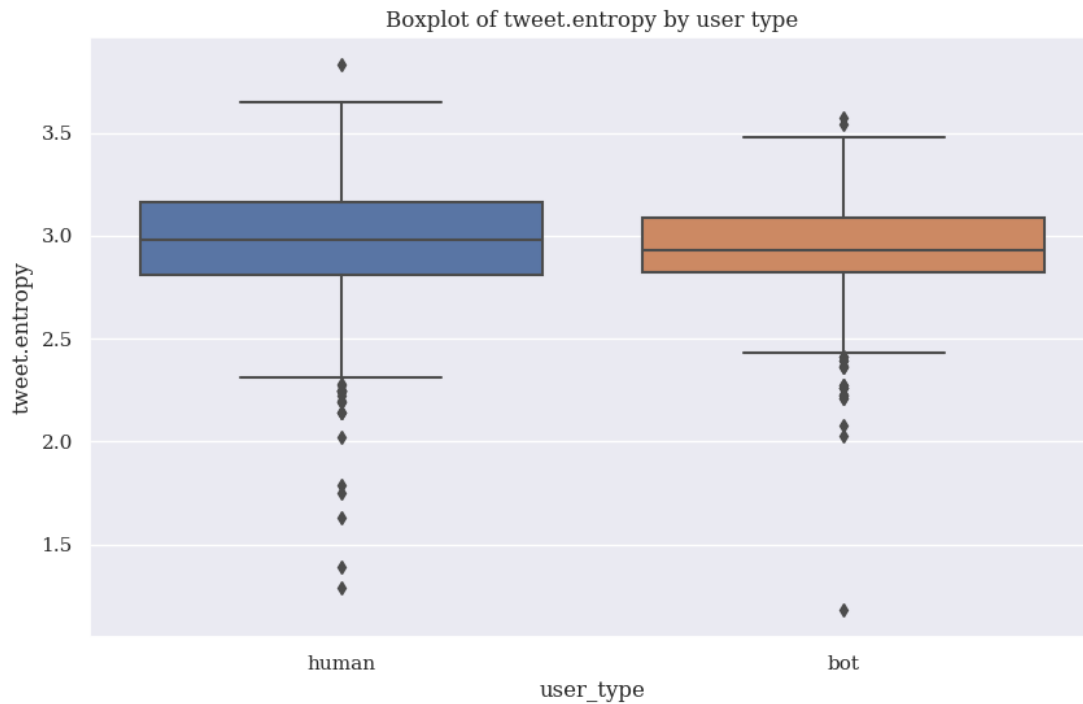 Boxplot of tweet.entropy by user type
tweet.entropy
3.5
3.0
2.5
2.0
1.5
human bot
user_type